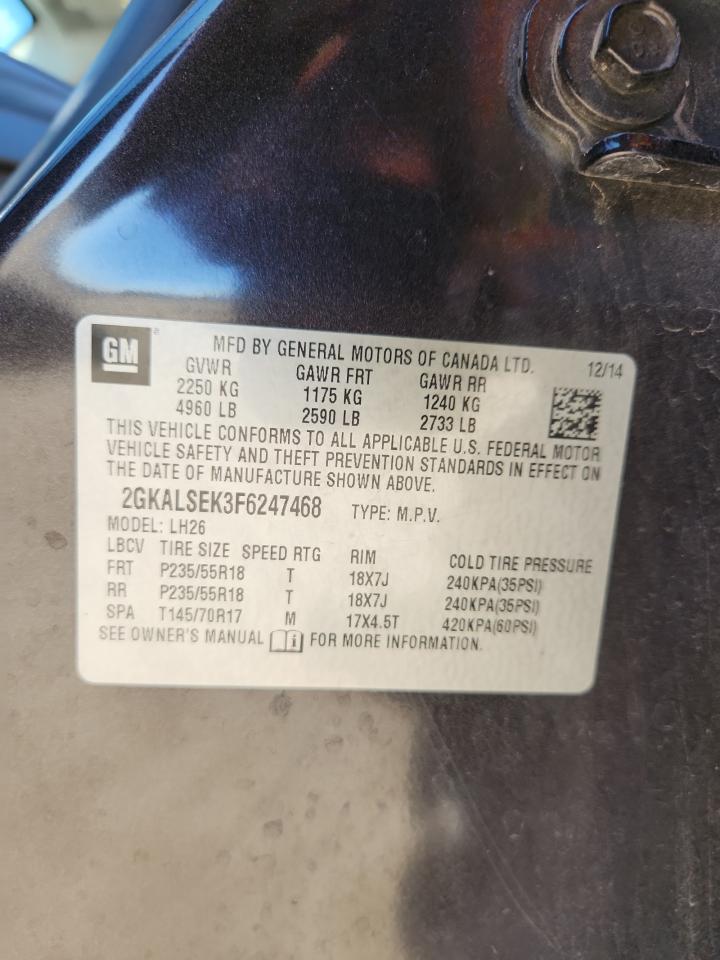 GM
MFD BY GENERAL MOTORS OF CANADA LTD. 12/14
GVWR GAWR FRT GAWR RR
2250 KG 1175 KG 1240 KG
4960 LB 2590 LB 2733 LB
THIS VEHICLE CONFORMS TO ALL APPLICABLE U.S. FEDERAL MOTOR
VEHICLE SAFETY AND THEFT PREVENTION STANDARDS IN EFFECT ON
THE DATE OF MANUFACTURE SHOWN ABOVE.
2GKALSEK3F6247468 TYPE: M.P.V.
MODEL: LH26
LBCV TIRE SIZE SPEED RTG RIM COLD TIRE PRESSURE
FRT P235/55R18 T 18X7J 240KPA(35PSI)
RR P235/55R18 T 18X7J 240KPA(35PSI)
SPA T145/70R17 M 17X4.5T 420KPA(60PSI)
SEE OWNER'S MANUAL FOR MORE INFORMATION.